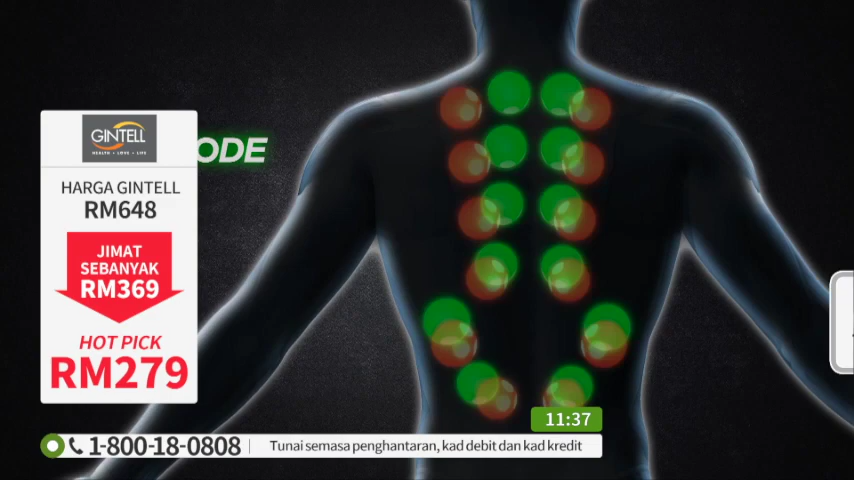 GINTELL
HEALTH • LOVE • LIFE
ODE
HARGA GINTELL
RM648
JIMAT
SEBANYAK
RM369
HOT PICK
RM279
11:37
1-800-18-0808
Tunai semasa penghantaran, kad debit dan kad kredit